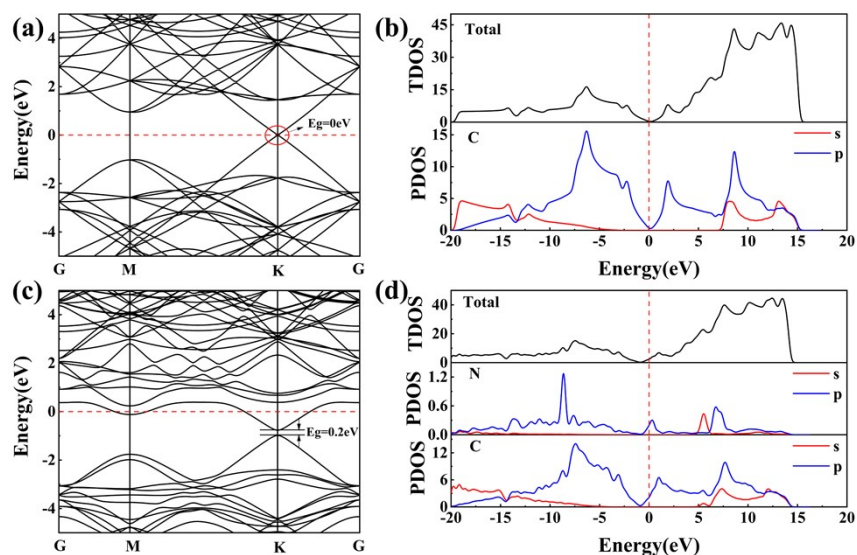 (a)
Energy(eV)
4
2
0
-2
-4
Eg=0eV
G M K G
(b)
Total
TDOS
40
20
0
C
s
p
PDOS
15
10
5
0
-20 -15 -10 -5 0 5 10 15 20
Energy(eV)
(c)
Energy(eV)
4
2
0
-2
-4
Eg=0.2eV
G M K G
(d)
Total
TDOS
40
20
0
N
s
p
PDOS
1.2
0.6
0.0
C
s
p
PDOS
12
6
0
-20 -15 -10 -5 0 5 10 15 20
Energy(eV)